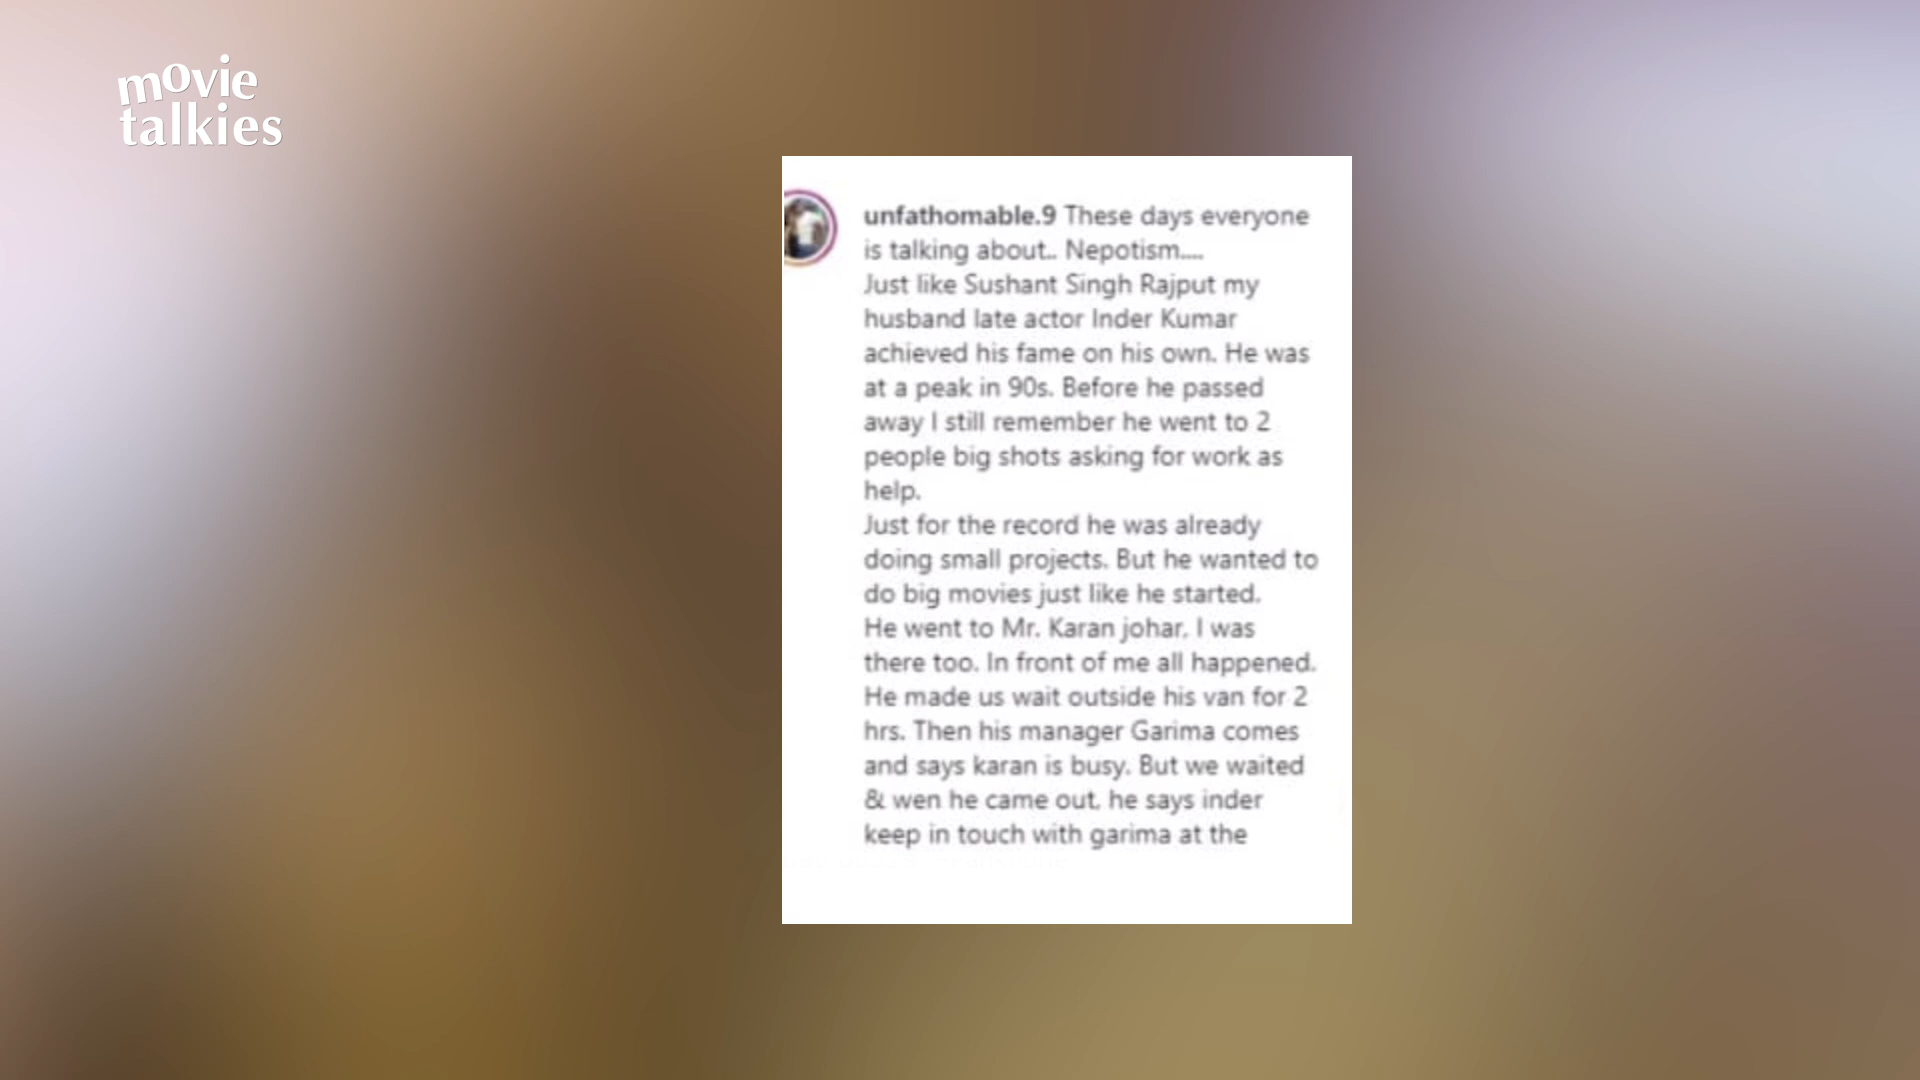 movie
talkies
unfathomable.9 These days everyone
is talking about.. Nepotism....
Just like Sushant Singh Rajput my
husband late actor Inder Kumar
achieved his fame on his own. He was
at a peak in 90s. Before he passed
away I still remember he went to 2
people big shots asking for work as
help.
Just for the record he was already
doing small projects. But he wanted to
do big movies just like he started.
He went to Mr. Karan johar. I was
there too. In front of me all happened.
He made us wait outside his van for 2
hrs. Then his manager Garima comes
and says karan is busy. But we waited
& wen he came out, he says inder
keep in touch with garima at the